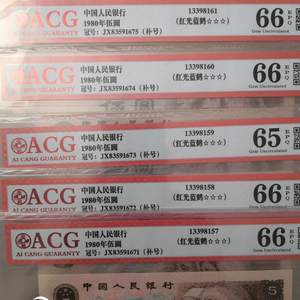 ACG 中国人民银行 13398161 66 EPQ
AI CANG GUARANTY 1980年伍圆 (红光蓝鹤☆☆☆) Gem Uncirculated
冠号: JX83591675 (补号)
ACG 中国人民银行 13398160 66 EPQ
AI CANG GUARANTY 1980年伍圆 (红光蓝鹤☆☆☆) Gem Uncirculated
冠号: JX83591674 (补号)
ACG 中国人民银行 13398159 65 EPQ
AI CANG GUARANTY 1980年伍圆 (红光蓝鹤☆☆☆) Gem Uncirculated
冠号: JX83591673 (补号)
ACG 中国人民银行 13398158 66 EPQ
AI CANG GUARANTY 1980年伍圆 (红光蓝鹤☆☆☆) Gem Uncirculated
冠号: JX83591672 (补号)
ACG 中国人民银行 13398157 66 EPQ
AI CANG GUARANTY 1980年伍圆 (红光蓝鹤☆☆☆) Gem Uncirculated
冠号: JX83591671 (补号)
中国人民银行 5